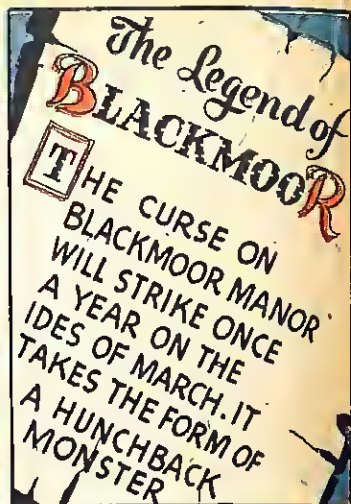 The Legend of
BLACKMOOR
THE CURSE ON
BLACKMOOR MANOR
WILL STRIKE ONCE
A YEAR ON THE
IDES OF MARCH. IT
TAKES THE FORM OF
A HUNCHBACK
MONSTER